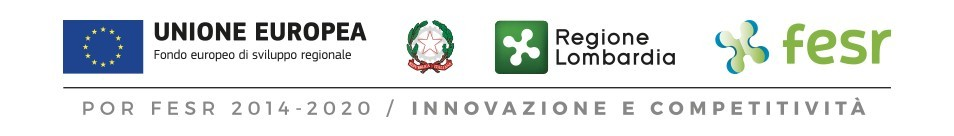 UNIONE EUROPEA
Fondo europeo di sviluppo regionale
Regione
Lombardia
fesr
POR FESR 2014-2020 / INNOVAZIONE E COMPETITIVITÀ